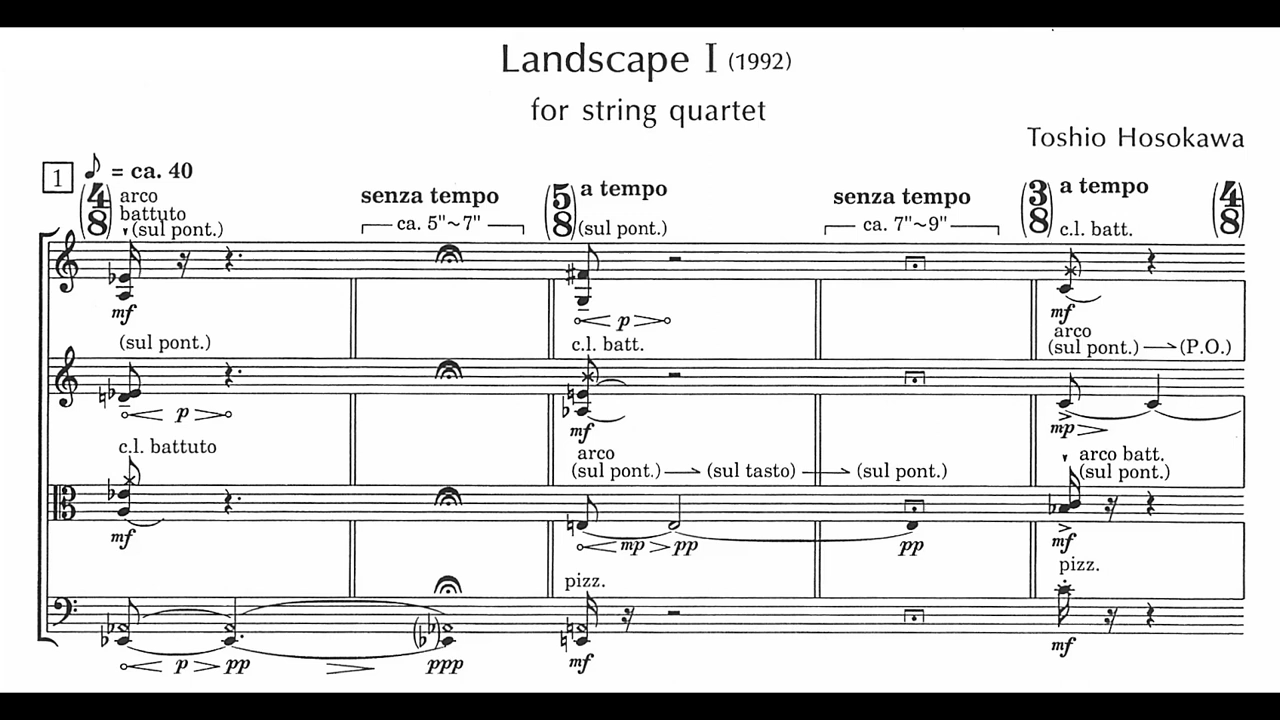 Landscape I (1992)
for string quartet
Toshio Hosokawa
1 ♪ = ca. 40
4/8 arco
battuto
(sul pont.)
senza tempo
ca. 5"~7"
5/8 a tempo
(sul pont.)
senza tempo
ca. 7"~9"
3/8 a tempo
c.l. batt.
4/8
mf
p
mf
(sul pont.)
c.l. batt.
arco
(sul pont.) (P.O.)
p
mf
mp
c.l. battuto
arco
(sul pont.) (sul tasto) (sul pont.)
arco batt.
(sul pont.)
mf
mp pp
pp
mf
pizz.
pizz.
p pp
ppp
mf
mf